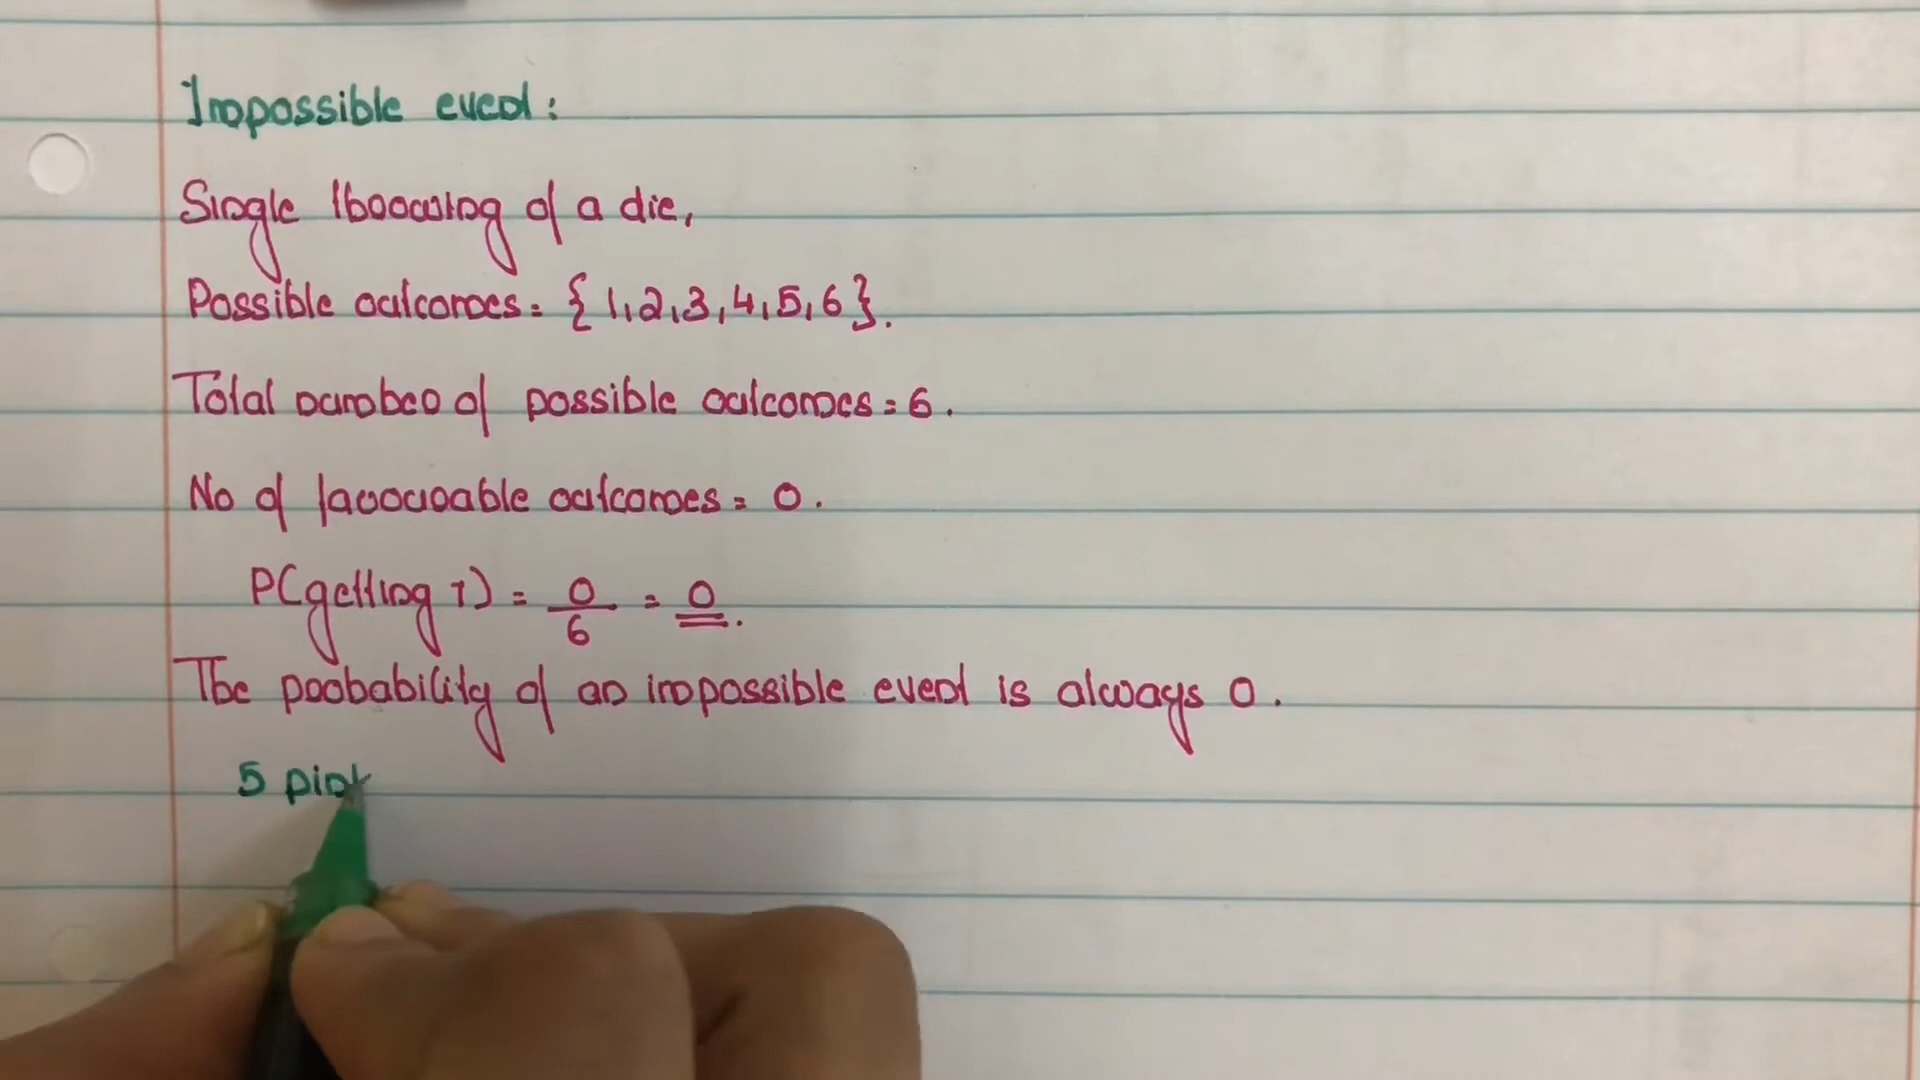 Impossible event:
Single throwing of a die,
Possible outcomes = {1,2,3,4,5,6}.
Total number of possible outcomes = 6.
No of favourable outcomes = 0.
P(getting 7) = 0/6 = 0.
The probability of an impossible event is always 0.
5 pink